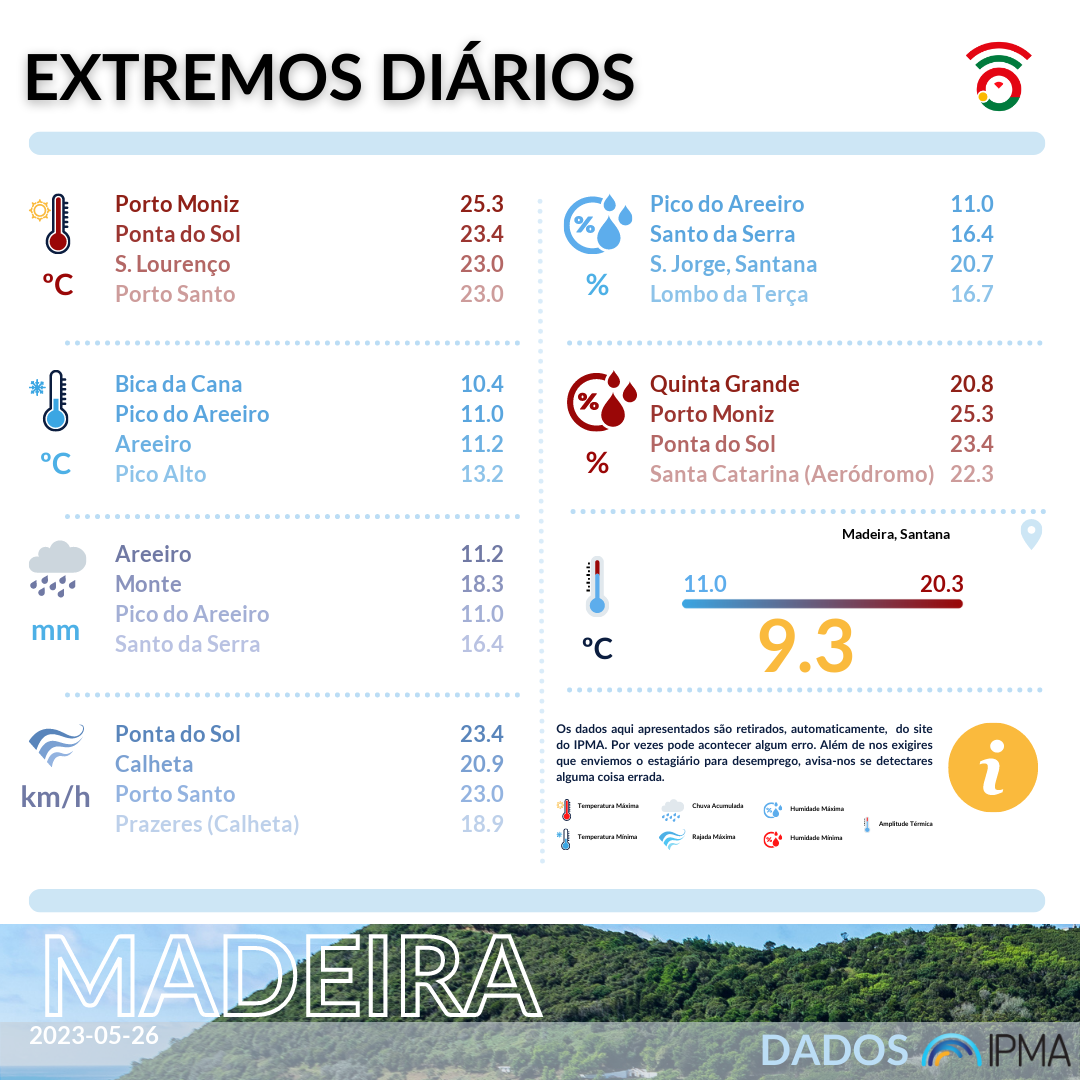 EXTREMOS DIÁRIOS
Porto Moniz 25.3
Ponta do Sol 23.4
S. Lourenço 23.0
Porto Santo 23.0
ºC
Bica da Cana 10.4
Pico do Areeiro 11.0
Areeiro 11.2
Pico Alto 13.2
ºC
Areeiro 11.2
Monte 18.3
Pico do Areeiro 11.0
Santo da Serra 16.4
mm
Ponta do Sol 23.4
Calheta 20.9
Porto Santo 23.0
Prazeres (Calheta) 18.9
km/h
%
Pico do Areeiro 11.0
Santo da Serra 16.4
S. Jorge, Santana 20.7
Lombo da Terça 16.7
%
%
Quinta Grande 20.8
Porto Moniz 25.3
Ponta do Sol 23.4
Santa Catarina (Aeródromo) 22.3
%
Madeira, Santana
11.0 20.3
9.3
ºC
Os dados aqui apresentados são retirados, automaticamente, do site
do IPMA. Por vezes pode acontecer algum erro. Além de nos exigires
que enviemos o estagiário para desemprego, avisa-nos se detectares
alguma coisa errada.
i
Temperatura Máxima Chuva Acumulada Humidade Máxima
Amplitude Térmica
Temperatura Mínima Rajada Máxima Humidade Mínima
MADEIRA
2023-05-26
DADOS IPMA